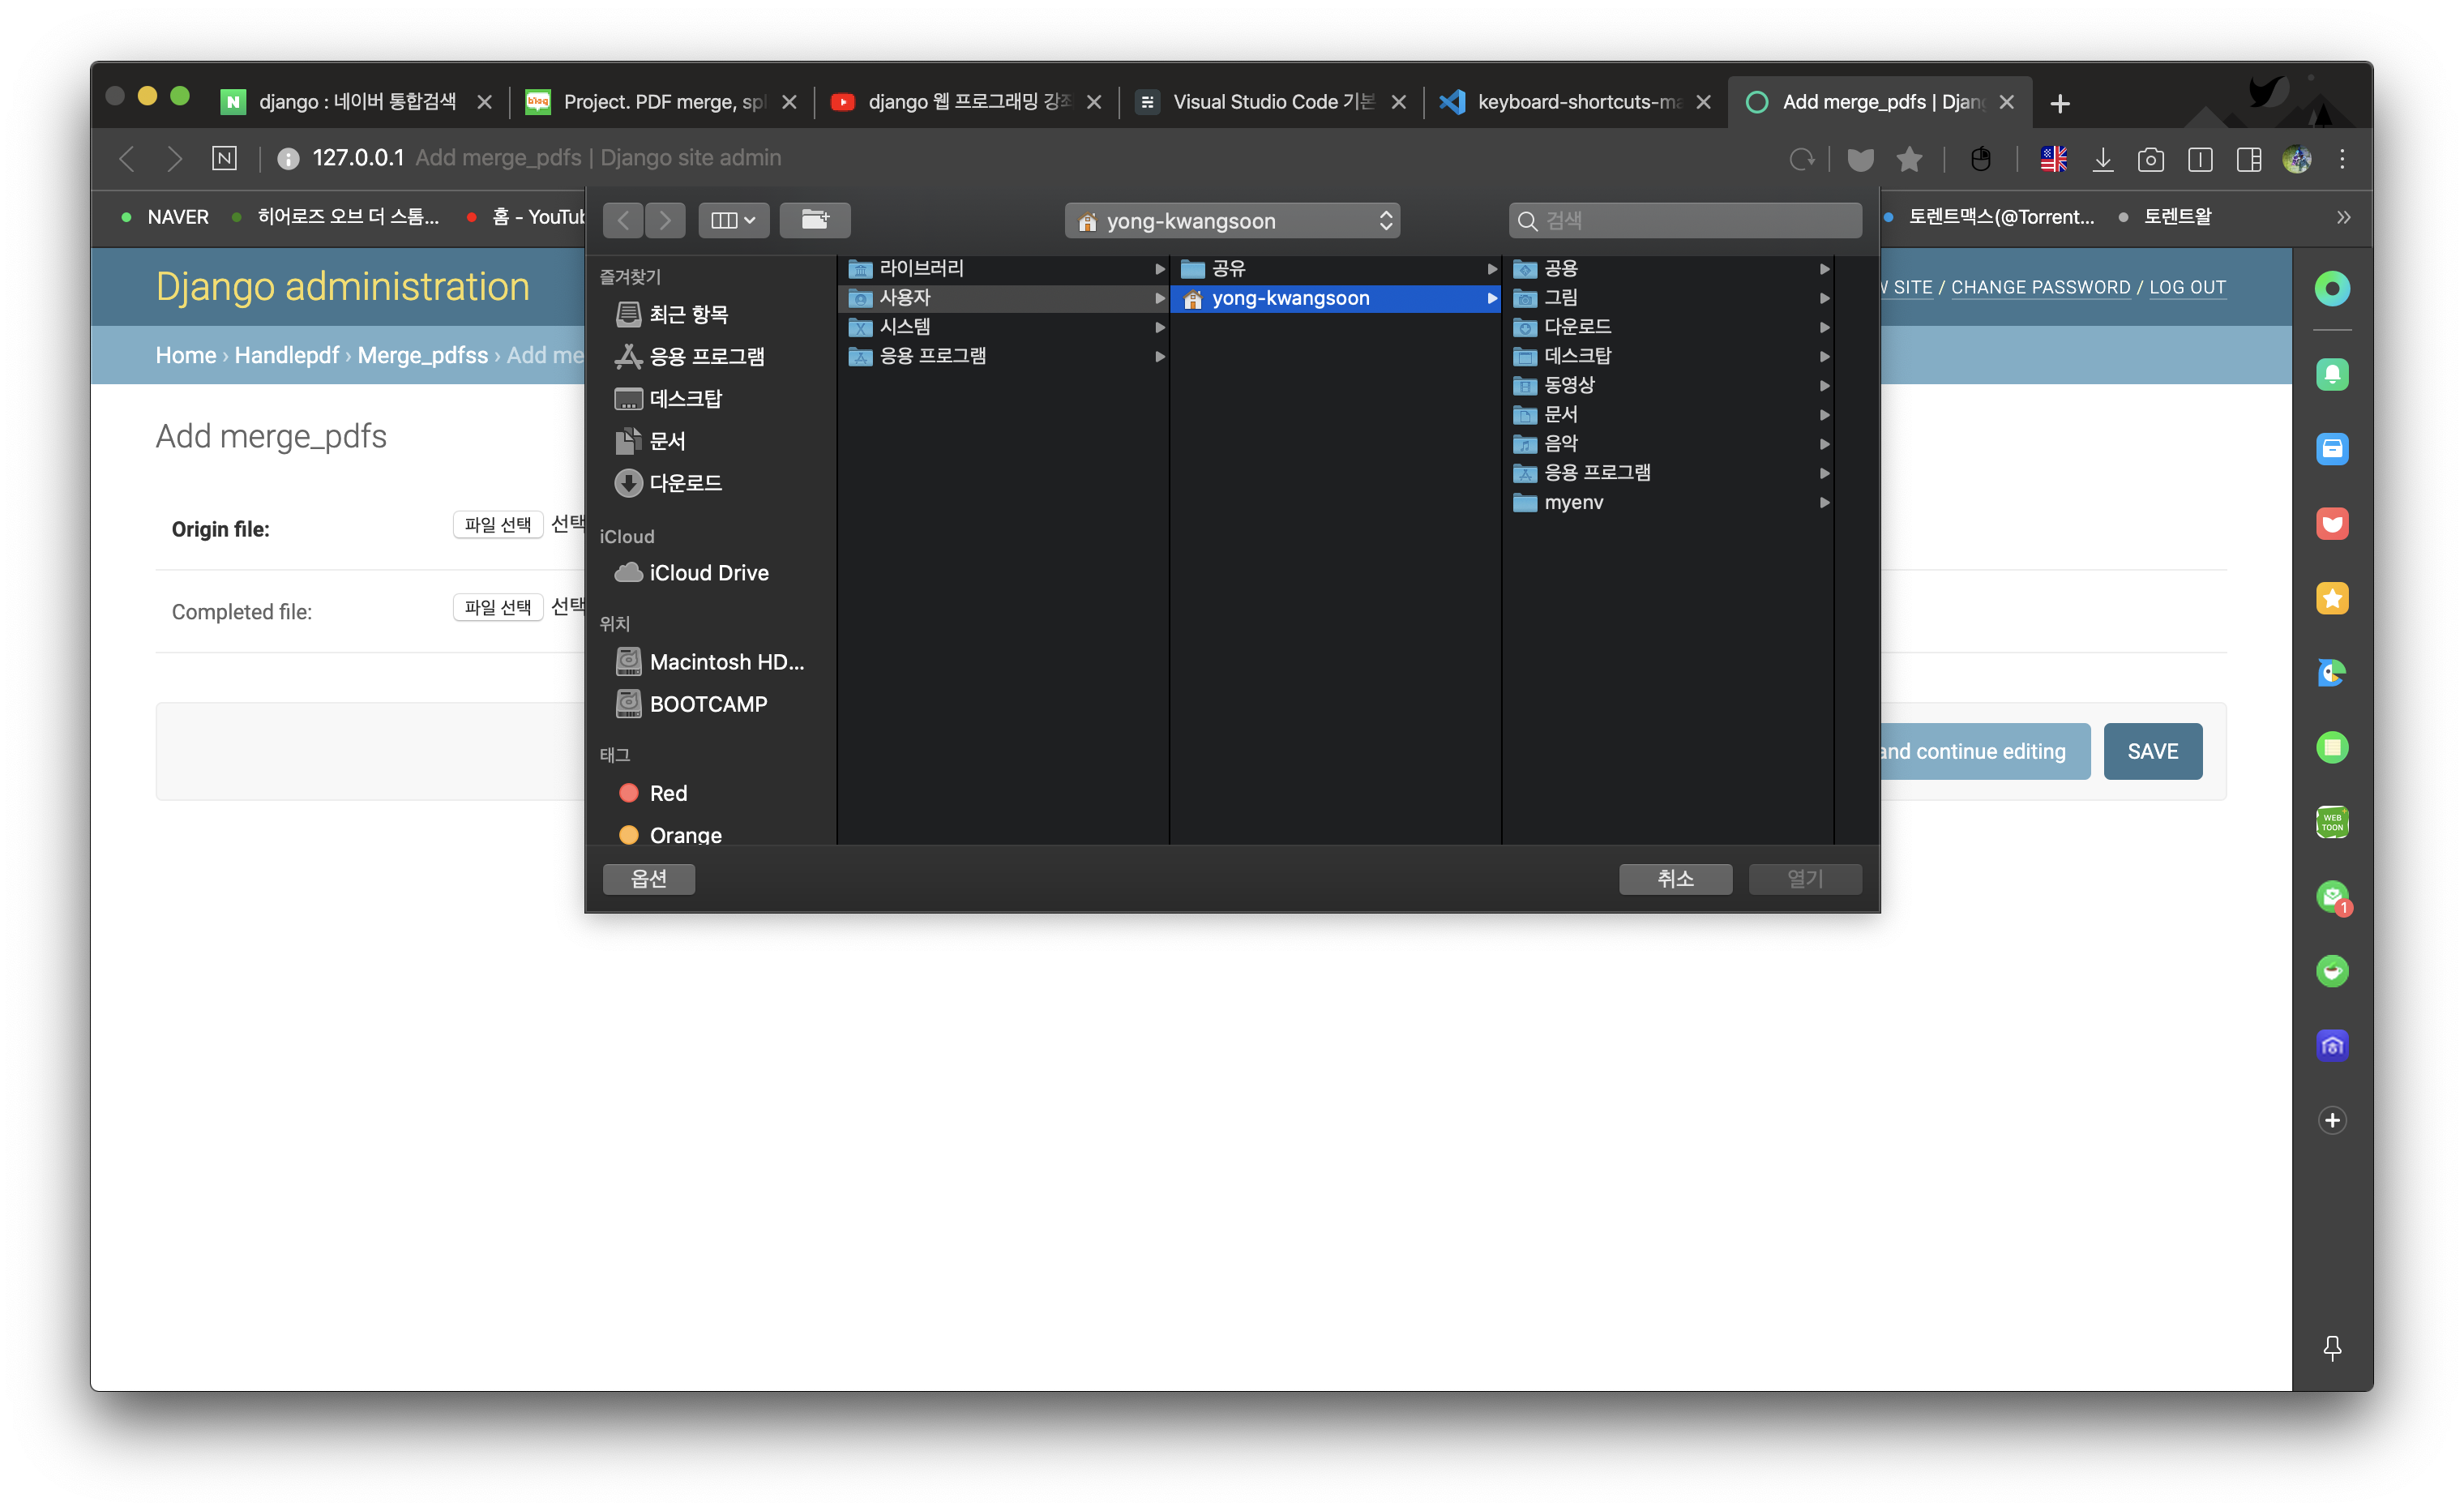 django : 네이버 통합검색
Project. PDF merge, spl
django 웹 프로그래밍 강좌
Visual Studio Code 기본
keyboard-shortcuts-ma
Add merge_pdfs | Djang
127.0.0.1 Add merge_pdfs | Django site admin
NAVER
히어로즈 오브 더 스톰...
홈 - YouTub
토렌트맥스(@Torrent...
토렌트왈
yong-kwangsoon
검색
Django administration
W SITE / CHANGE PASSWORD / LOG OUT
Home › Handlepdf › Merge_pdfss › Add me
Add merge_pdfs
Origin file:
파일 선택 선택
Completed file:
파일 선택 선택
and continue editing
SAVE
즐겨찾기
최근 항목
응용 프로그램
데스크탑
문서
다운로드
iCloud
iCloud Drive
위치
Macintosh HD...
BOOTCAMP
태그
Red
Orange
라이브러리
사용자
시스템
응용 프로그램
공유
yong-kwangsoon
공용
그림
다운로드
데스크탑
동영상
문서
음악
응용 프로그램
myenv
옵션
취소
열기
WEB
TOON
1